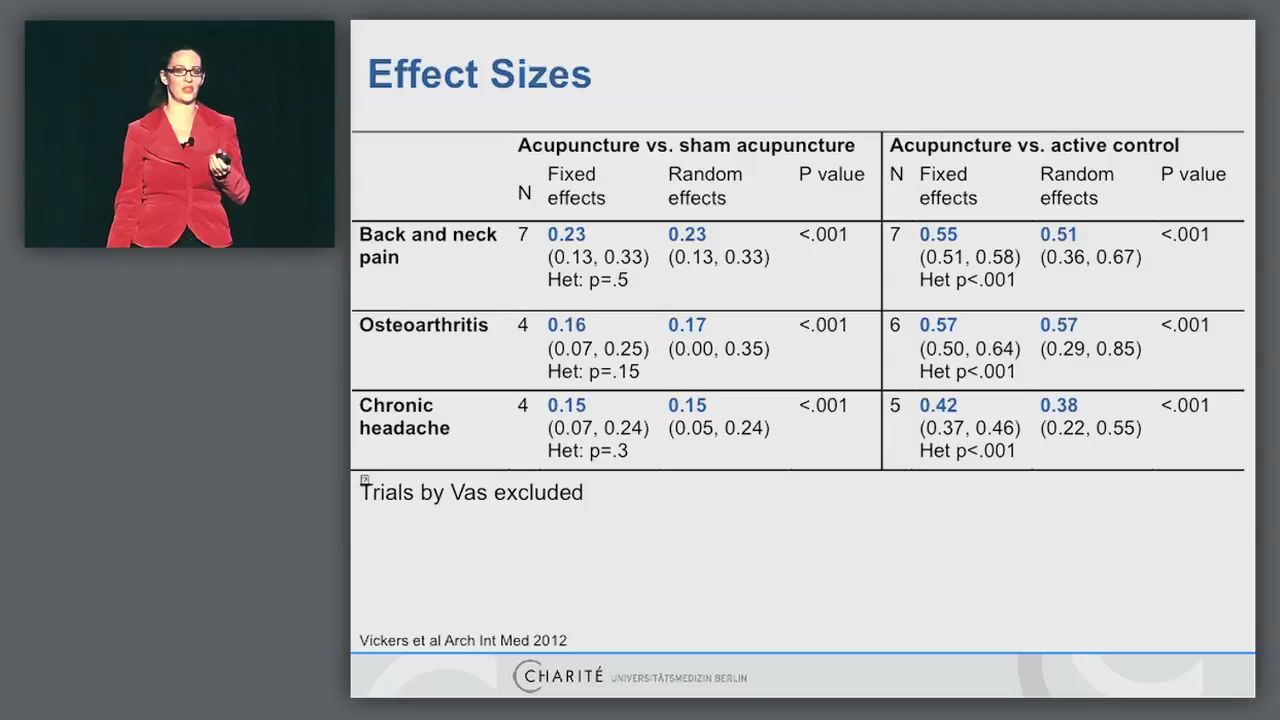 Effect Sizes
Acupuncture vs. sham acupuncture Acupuncture vs. active control
N Fixed effects Random effects P value N Fixed effects Random effects P value
Back and neck pain 7 0.23 0.23 <.001 7 0.55 0.51 <.001
(0.13, 0.33) (0.13, 0.33) (0.51, 0.58) (0.36, 0.67)
Het: p=.5 Het p<.001
Osteoarthritis 4 0.16 0.17 <.001 6 0.57 0.57 <.001
(0.07, 0.25) (0.00, 0.35) (0.50, 0.64) (0.29, 0.85)
Het: p=.15 Het p<.001
Chronic headache 4 0.15 0.15 <.001 5 0.42 0.38 <.001
(0.07, 0.24) (0.05, 0.24) (0.37, 0.46) (0.22, 0.55)
Het: p=.3 Het p<.001
Trials by Vas excluded
Vickers et al Arch Int Med 2012
CHARITÉ UNIVERSITÄTSMEDIZIN BERLIN